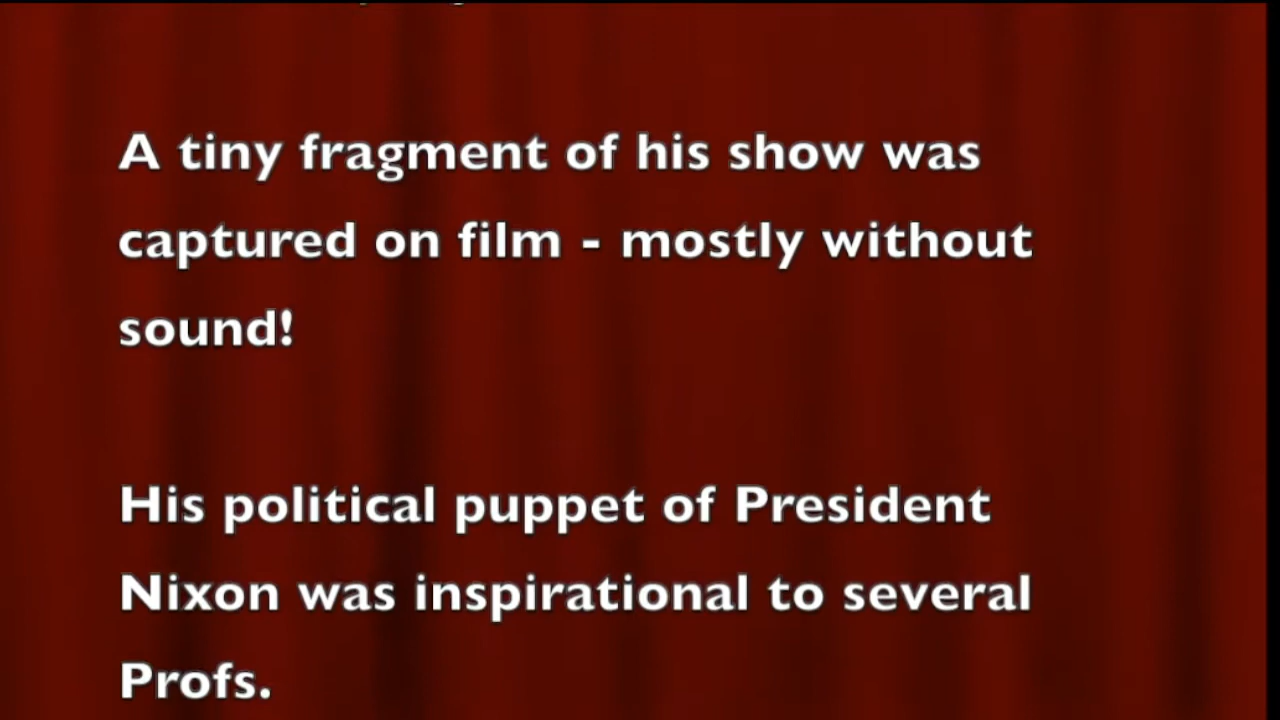 A tiny fragment of his show was
captured on film - mostly without
sound!
His political puppet of President
Nixon was inspirational to several
Profs.